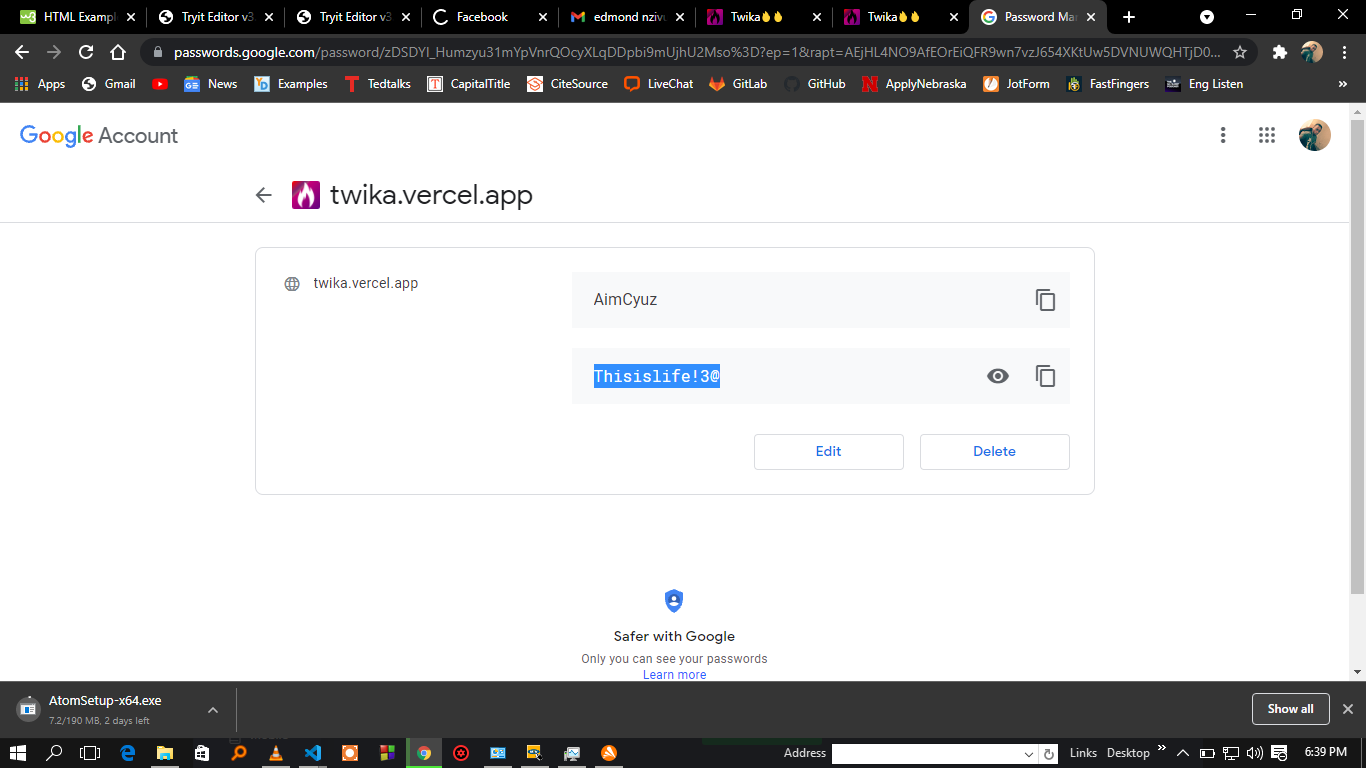 HTML Exampl
Tryit Editor v3
Tryit Editor v3
Facebook
edmond nzivu
Twika
Twika
Password Ma
passwords.google.com/password/zDSDYl_Humzyu31mYpVnrQOcyXLqDDpbi9mUjhU2Mso%3D?ep=1&rapt=AEjHL4NO9AfEOrEiQFR9wn7vzJ654XKtUw5DVNUWQHTjD0...
Apps
Gmail
News
Examples
Tedtalks
CapitalTitle
CiteSource
LiveChat
GitLab
GitHub
ApplyNebraska
JotForm
FastFingers
Eng Listen
»
Google Account
twika.vercel.app
twika.vercel.app
AimCyuz
Thisislife!3@
Edit
Delete
Safer with Google
Only you can see your passwords
Learn more
AtomSetup-x64.exe
7.2/190 MB, 2 days left
Show all
Address
Links
Desktop
»
6:39 PM